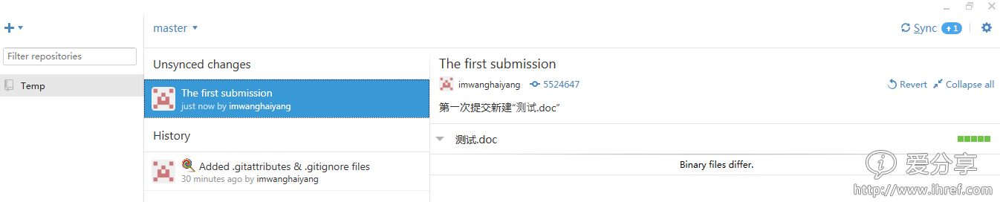 master
Sync
1
Filter repositories
Temp
Unsynced changes
The first submission
just now by imwanghaiyang
History
Added .gitattributes & .gitignore files
30 minutes ago by imwanghaiyang
The first submission
imwanghaiyang
5524647
Revert
Collapse all
第一次提交新建“测试.doc”
测试.doc
Binary files differ.
爱分享
http://www.ihref.com